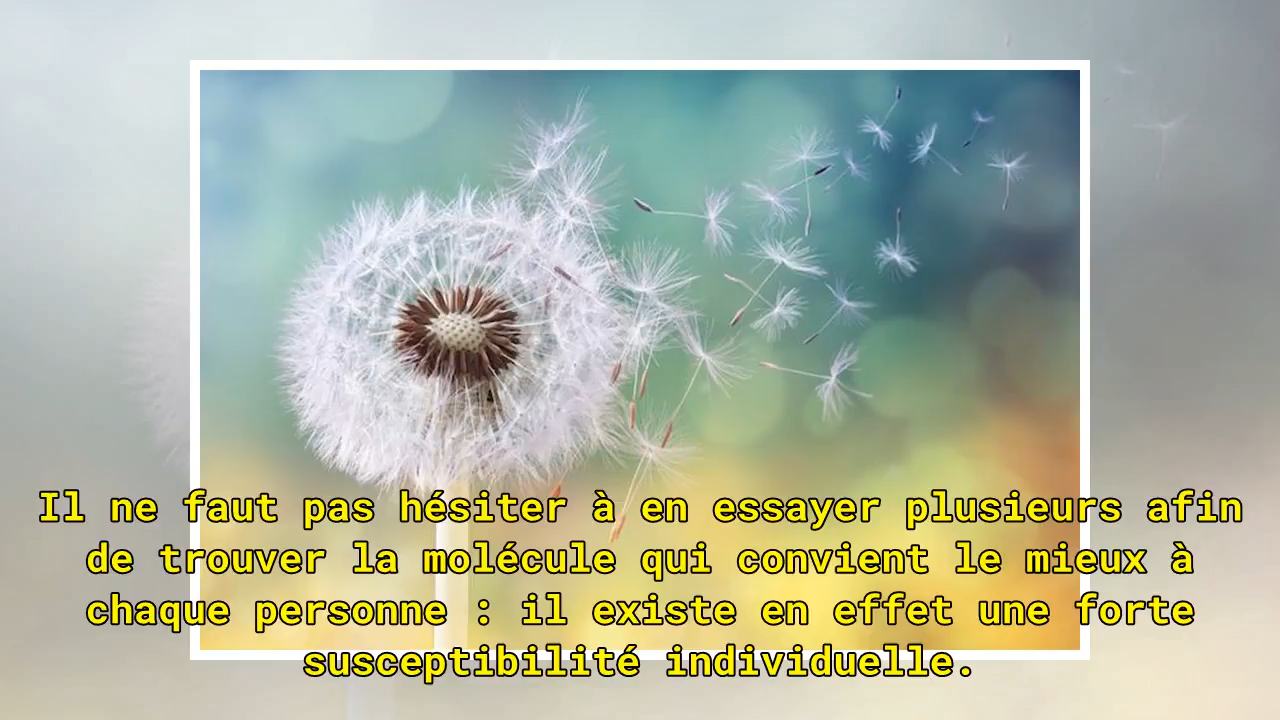 Il ne faut pas hésiter à en essayer plusieurs afin
de trouver la molécule qui convient le mieux à
chaque personne : il existe en effet une forte
susceptibilité individuelle.